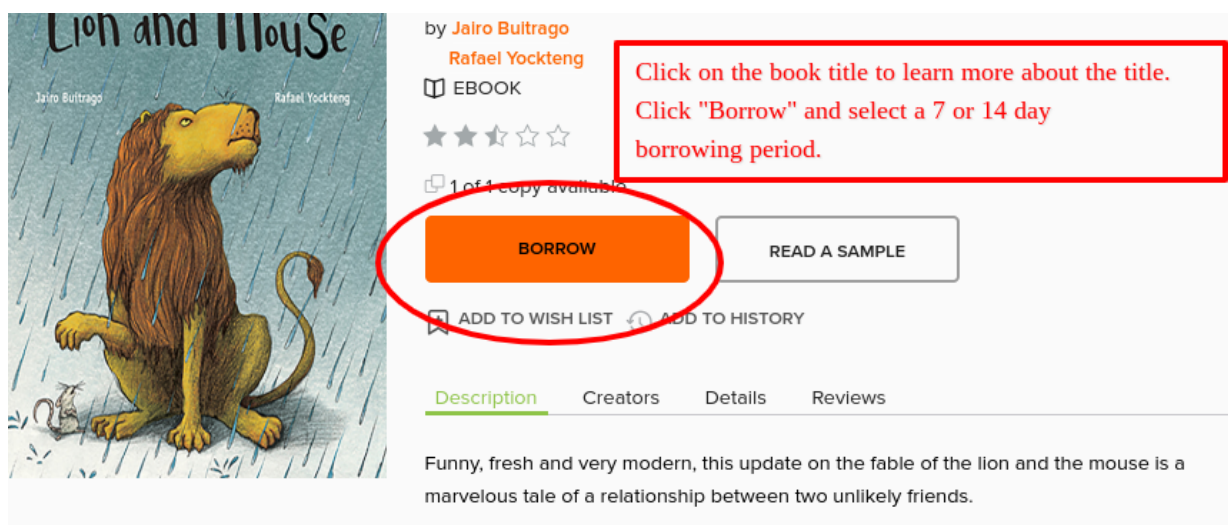 Lion and Mouse
Jairo Buitrago
Rafael Yockteng
by Jairo Buitrago
Rafael Yockteng
EBOOK
1 of 1 copy available
Click on the book title to learn more about the title.
Click "Borrow" and select a 7 or 14 day
borrowing period.
BORROW
READ A SAMPLE
ADD TO WISH LIST
ADD TO HISTORY
Description
Creators
Details
Reviews
Funny, fresh and very modern, this update on the fable of the lion and the mouse is a
marvelous tale of a relationship between two unlikely friends.